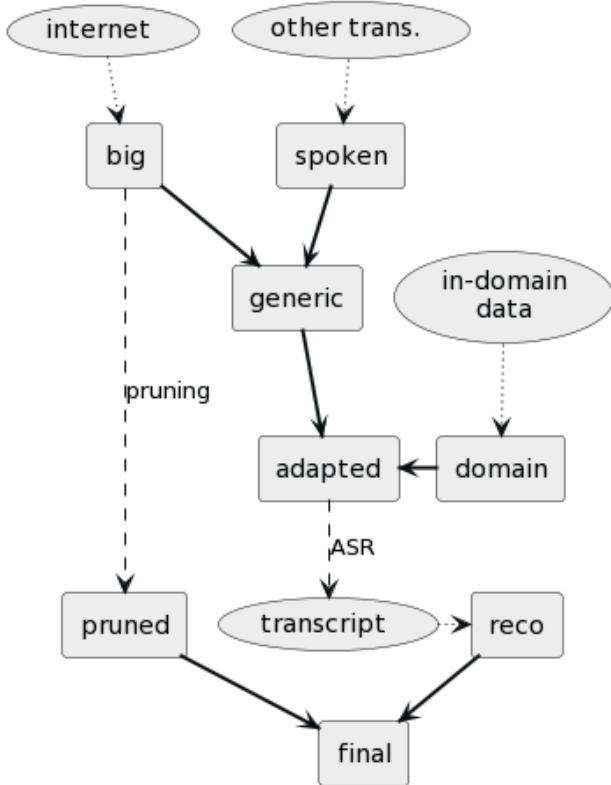 internet
other trans.
big
spoken
generic
in-domain
data
pruning
adapted
domain
ASR
pruned
transcript
reco
final